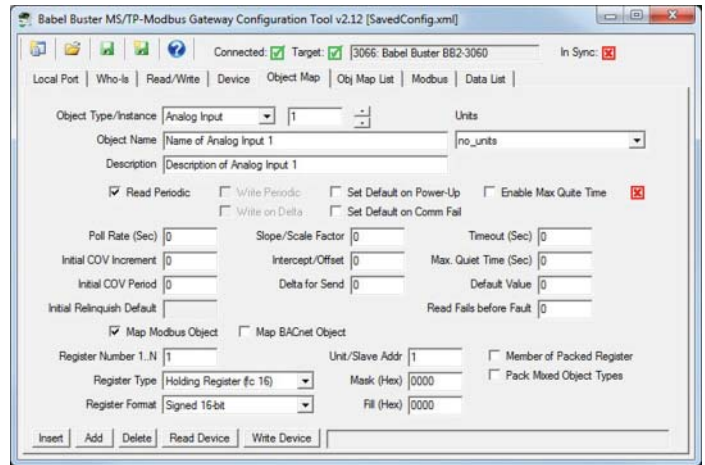 Babel Buster MS/TP-Modbus Gateway Configuration Tool v2.12 [SavedConfig.xml]
Connected: Target: 3066: Babel Buster BB2-3060 In Sync:
Local Port Who-Is Read/Write Device Object Map Obj Map List Modbus Data List
Object Type/Instance Analog Input 1 Units
Object Name Name of Analog Input 1 no_units
Description Description of Analog Input 1
Read Periodic Write Periodic Set Default on Power-Up Enable Max Quite Time
Write on Delta Set Default on Comm Fail
Poll Rate (Sec) 0 Slope/Scale Factor 0 Timeout (Sec) 0
Initial COV Increment 0 Intercept/Offset 0 Max. Quiet Time (Sec) 0
Initial COV Period 0 Delta for Send 0 Default Value 0
Initial Relinquish Default Read Fails before Fault 0
Map Modbus Object Map BACnet Object
Register Number 1..N 1 Unit/Slave Addr 1 Member of Packed Register
Register Type Holding Register (fc 16) Mask (Hex) 0000 Pack Mixed Object Types
Register Format Signed 16-bit Fill (Hex) 0000
Insert Add Delete Read Device Write Device